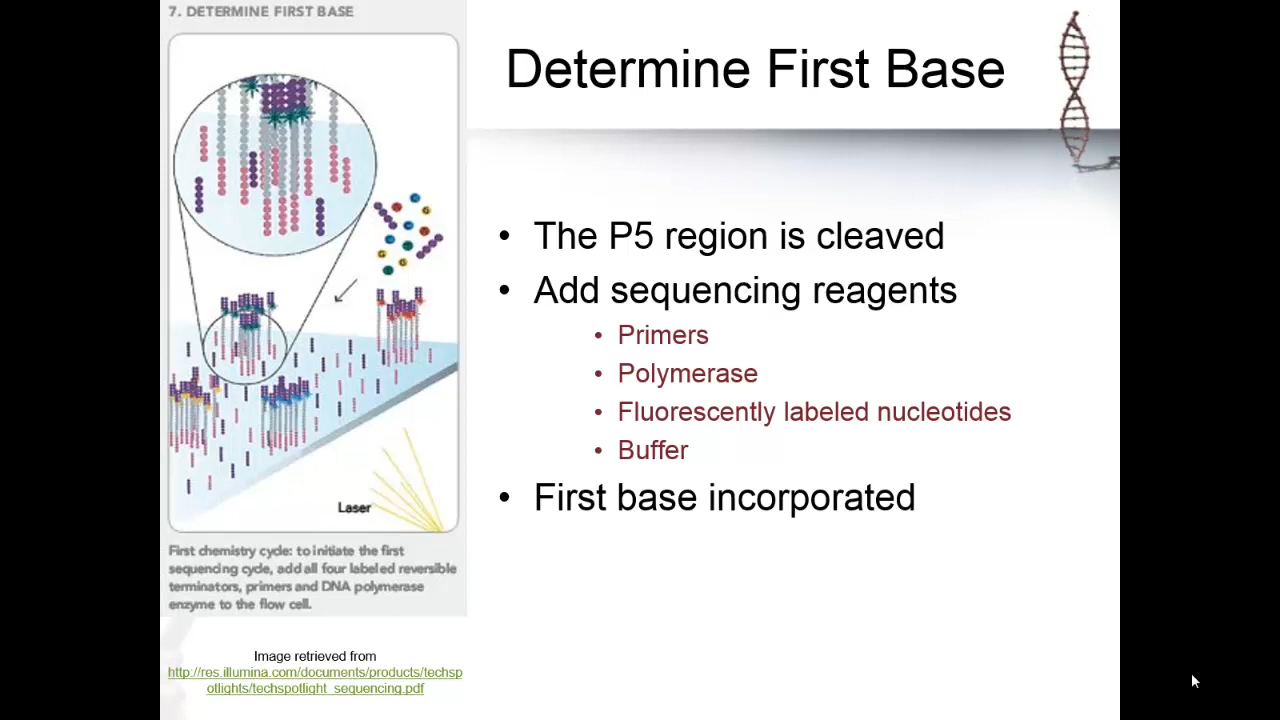 7. DETERMINE FIRST BASE
Laser
First chemistry cycle: to initiate the first
sequencing cycle, add all four labeled reversible
terminators, primers and DNA polymerase
enzyme to the flow cell.
Image retrieved from
http://res.illumina.com/documents/products/techsp
otlights/techspotlight_sequencing.pdf
Determine First Base
• The P5 region is cleaved
• Add sequencing reagents
• Primers
• Polymerase
• Fluorescently labeled nucleotides
• Buffer
• First base incorporated